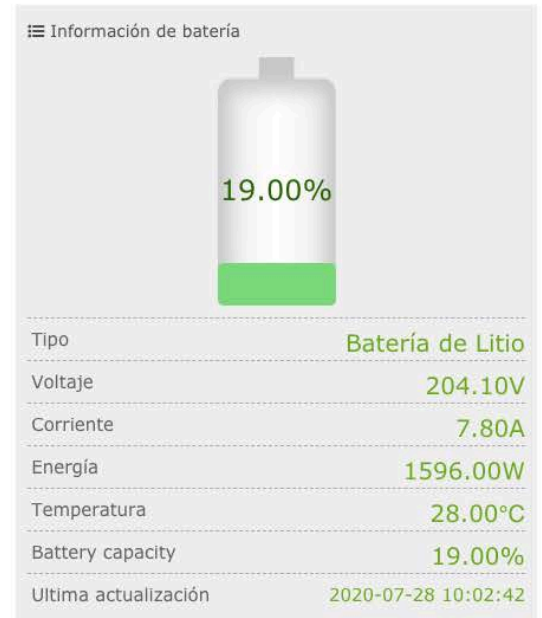 Información de batería
19.00%
Tipo Batería de Litio
Voltaje 204.10V
Corriente 7.80A
Energía 1596.00W
Temperatura 28.00°C
Battery capacity 19.00%
Ultima actualización 2020-07-28 10:02:42